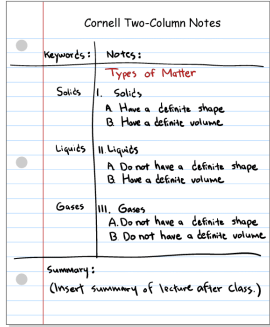 Cornell Two-Column Notes
Keywords: Notes:
Types of Matter
Solids I. Solids
A. Have a definite shape
B. Have a definite volume
Liquids II. Liquids
A. Do not have a definite shape
B. Have a definite volume
Gases III. Gases
A. Do not have a definite shape
B. Do not have a definite volume
Summary:
(Insert summary of lecture after class.)